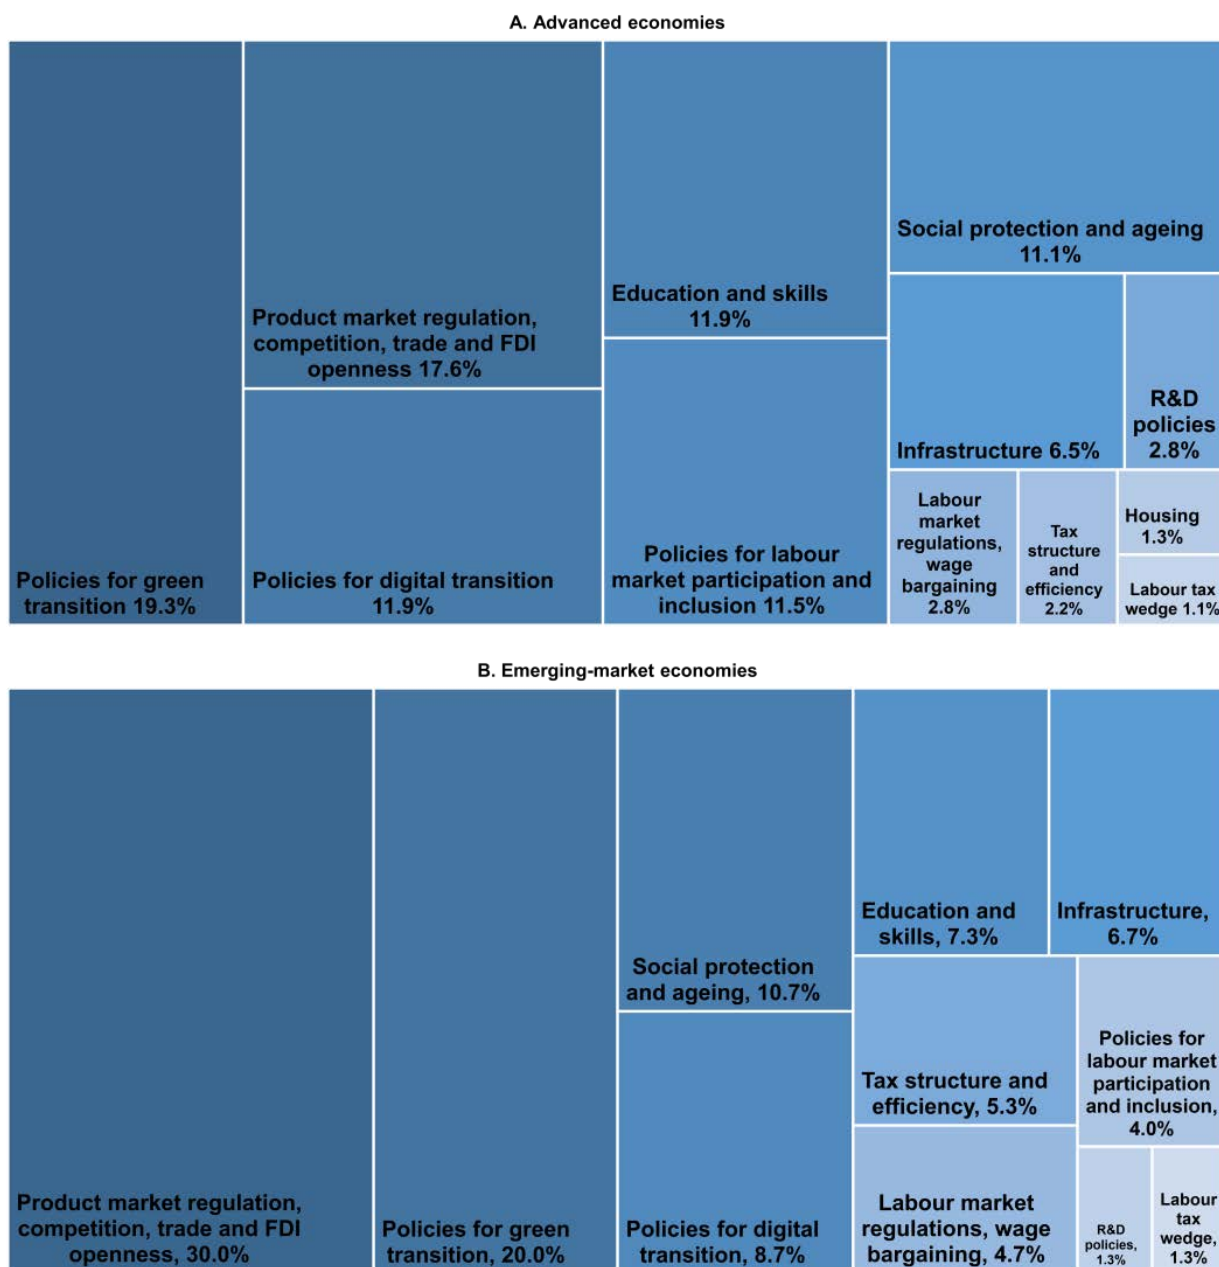 A. Advanced economies
Policies for green
transition 19.3%
Product market regulation,
competition, trade and FDI
openness 17.6%
Policies for digital transition
11.9%
Education and skills
11.9%
Policies for labour
market participation and
inclusion 11.5%
Social protection and ageing
11.1%
Infrastructure 6.5%
R&D
policies
2.8%
Labour
market
regulations,
wage
bargaining
2.8%
Tax
structure
and
efficiency
2.2%
Housing
1.3%
Labour tax
wedge 1.1%
B. Emerging-market economies
Product market regulation,
competition, trade and FDI
openness, 30.0%
Policies for green
transition, 20.0%
Social protection
and ageing, 10.7%
Policies for digital
transition, 8.7%
Education and
skills, 7.3%
Infrastructure,
6.7%
Tax structure and
efficiency, 5.3%
Policies for
labour market
participation
and inclusion,
4.0%
Labour market
regulations, wage
bargaining, 4.7%
R&D
policies,
1.3%
Labour
tax
wedge,
1.3%